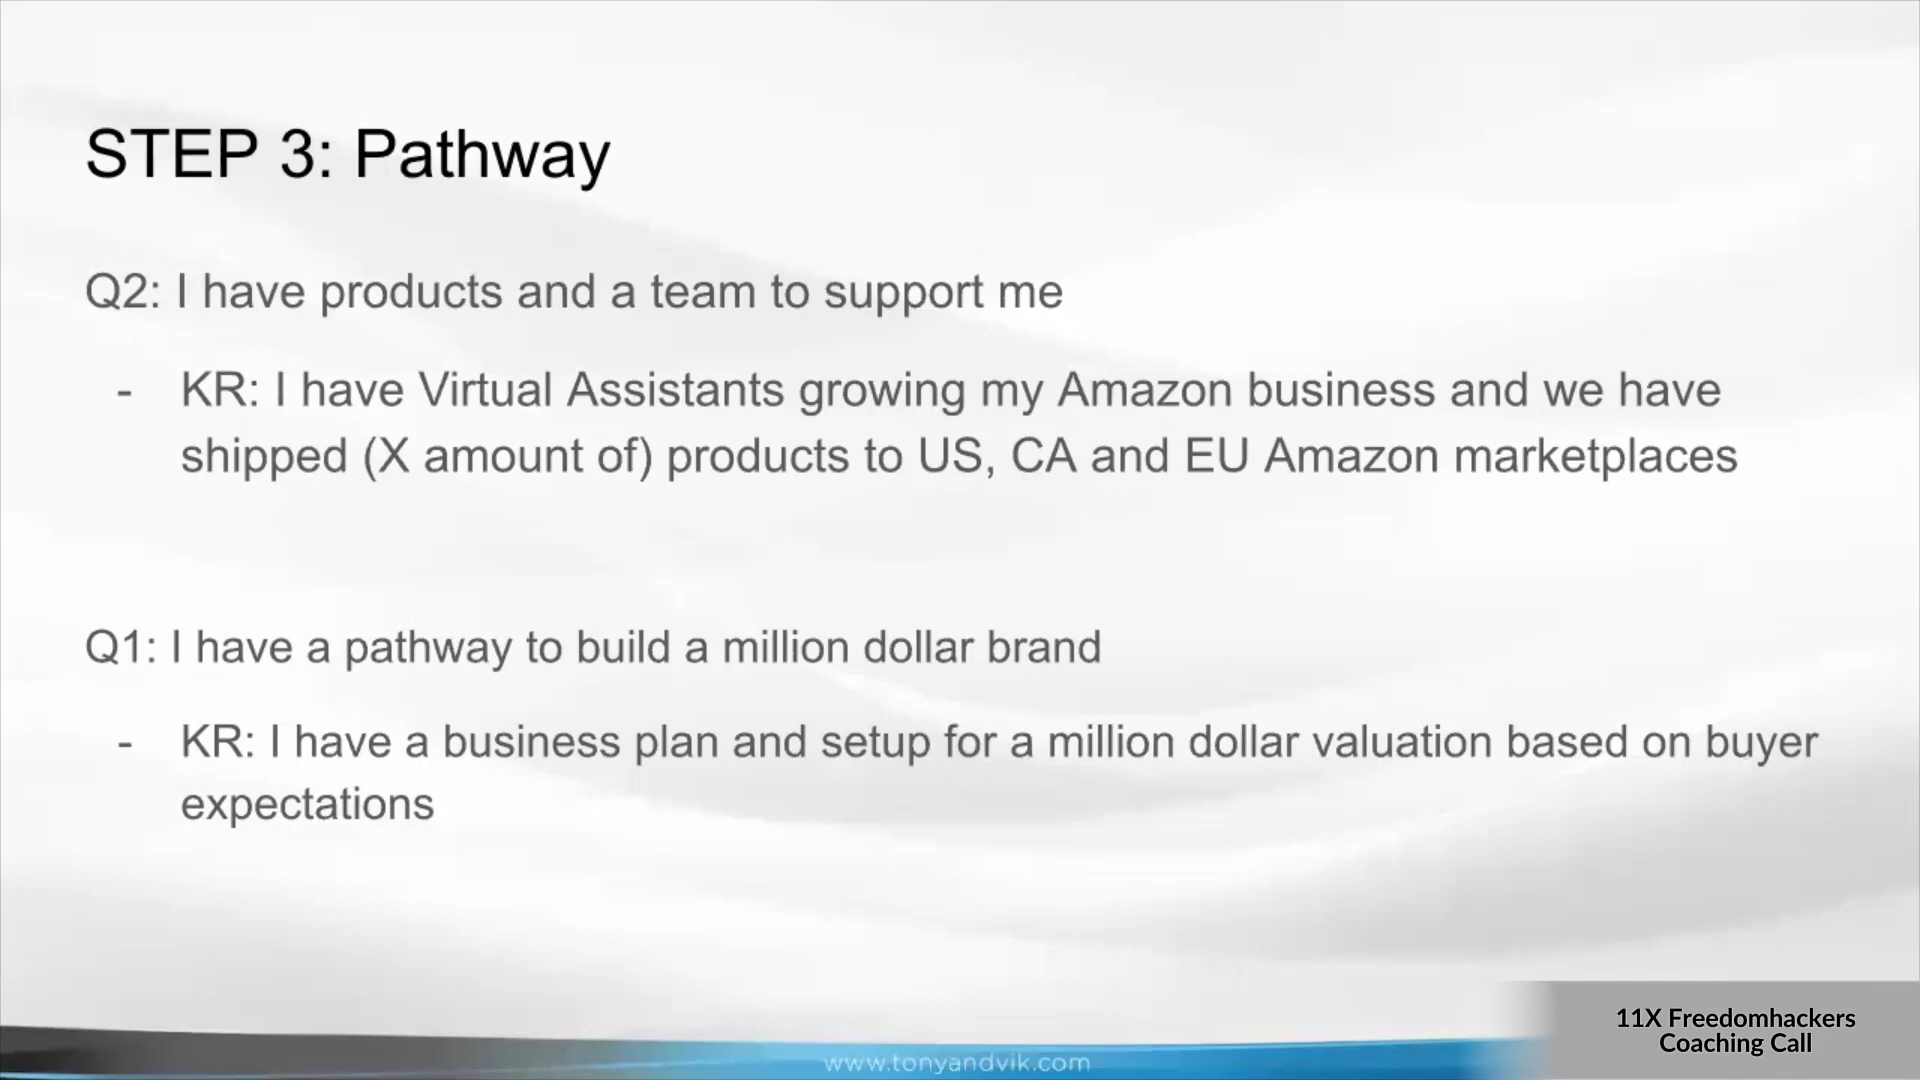 STEP 3: Pathway
Q2: I have products and a team to support me
- KR: I have Virtual Assistants growing my Amazon business and we have
shipped (X amount of) products to US, CA and EU Amazon marketplaces
Q1: I have a pathway to build a million dollar brand
- KR: I have a business plan and setup for a million dollar valuation based on buyer
expectations
www.tonyandvik.com
11X Freedomhackers
Coaching Call